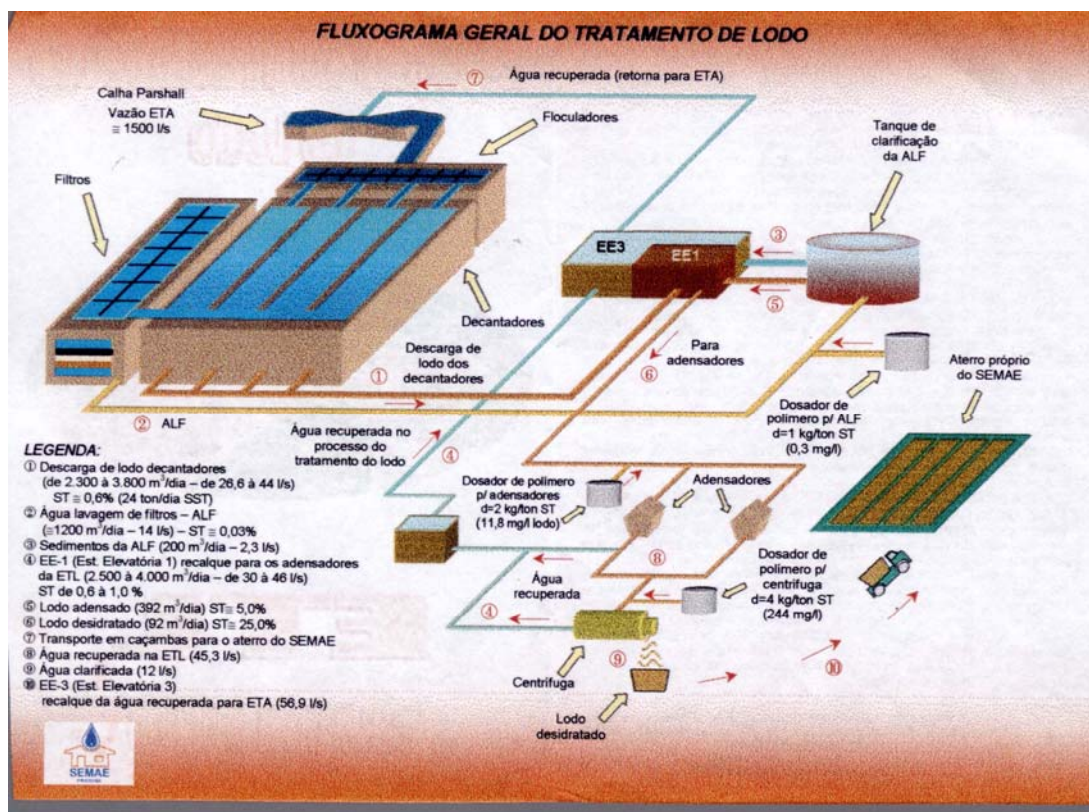 FLUXOGRAMA GERAL DO TRATAMENTO DE LODO
⑦
Água recuperada (retorna para ETA)
Calha Parshall
Vazão ETA
≅ 1500 l/s
Floculadores
Tanque de
clarificação
da ALF
Filtros
EE3
EE1
③
⑤
Decantadores
Descarga de
lodo dos
decantadores
①
Para
adensadores
⑥
Aterro próprio
do SEMAE
② ALF
Água recuperada no
processo do
tratamento do lodo
④
Dosador de
polimero p/ ALF
d=1 kg/ton ST
(0,3 mg/l)
Dosador de polimero
p/ adensadores
d=2 kg/ton ST
(11,8 mg/l lodo)
Adensadores
⑧
Água
recuperada
④
Dosador de
polimero p/
centrifuga
d=4 kg/ton ST
(244 mg/l)
Centrifuga
⑨
⑩
Lodo
desidratado
LEGENDA:
① Descarga de lodo decantadores
(de 2.300 à 3.800 m³/dia – de 26,6 à 44 l/s)
ST ≅ 0,6% (24 ton/dia SST)
② Água lavagem de filtros – ALF
(≅1200 m³/dia – 14 l/s) – ST ≅ 0,03%
③ Sedimentos da ALF (200 m³/dia – 2,3 l/s)
④ EE-1 (Est. Elevatória 1) recalque para os adensadores
da ETL (2.500 à 4.000 m³/dia – de 30 à 46 l/s)
ST de 0,6 à 1,0 %
⑤ Lodo adensado (392 m³/dia) ST≅ 5,0%
⑥ Lodo desidratado (92 m³/dia) ST≅ 25,0%
⑦ Transporte em caçambas para o aterro do SEMAE
⑧ Água recuperada na ETL (45,3 l/s)
⑨ Água clarificada (12 l/s)
⑩ EE-3 (Est. Elevatória 3)
recalque da água recuperada para ETA (56,9 l/s)
SEMAE